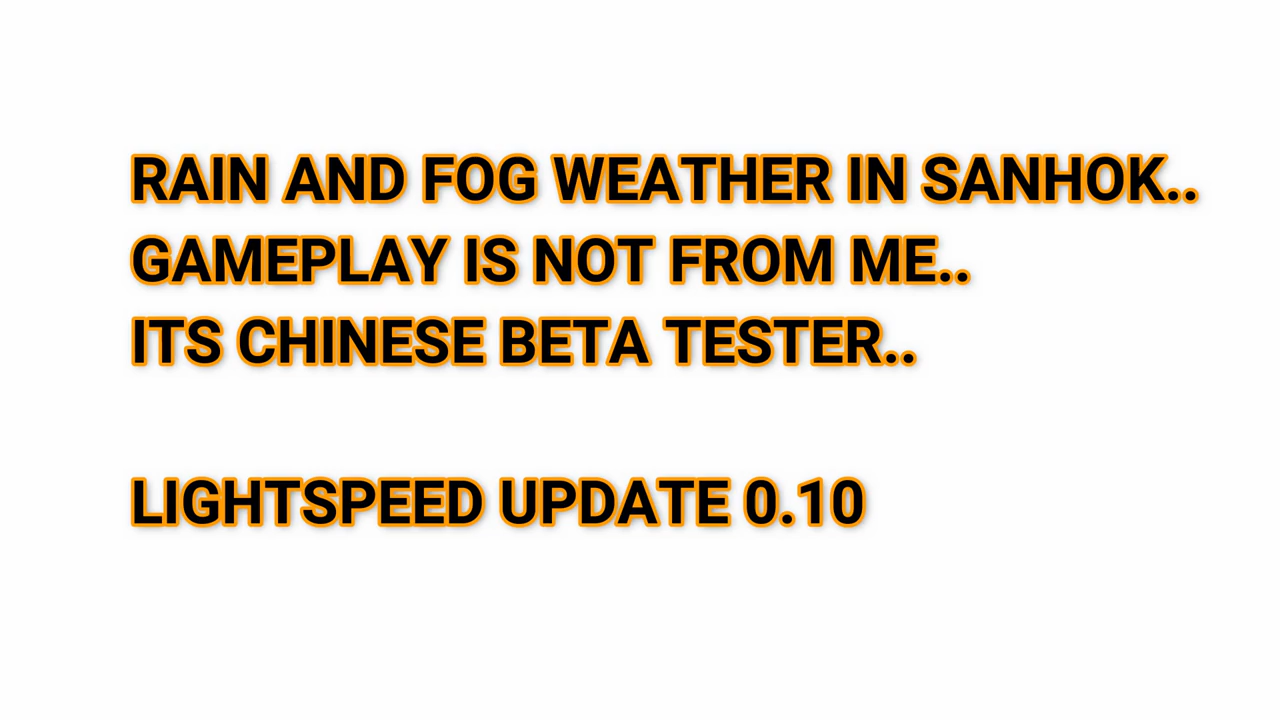 RAIN AND FOG WEATHER IN SANHOK..
GAMEPLAY IS NOT FROM ME..
ITS CHINESE BETA TESTER..
LIGHTSPEED UPDATE 0.10